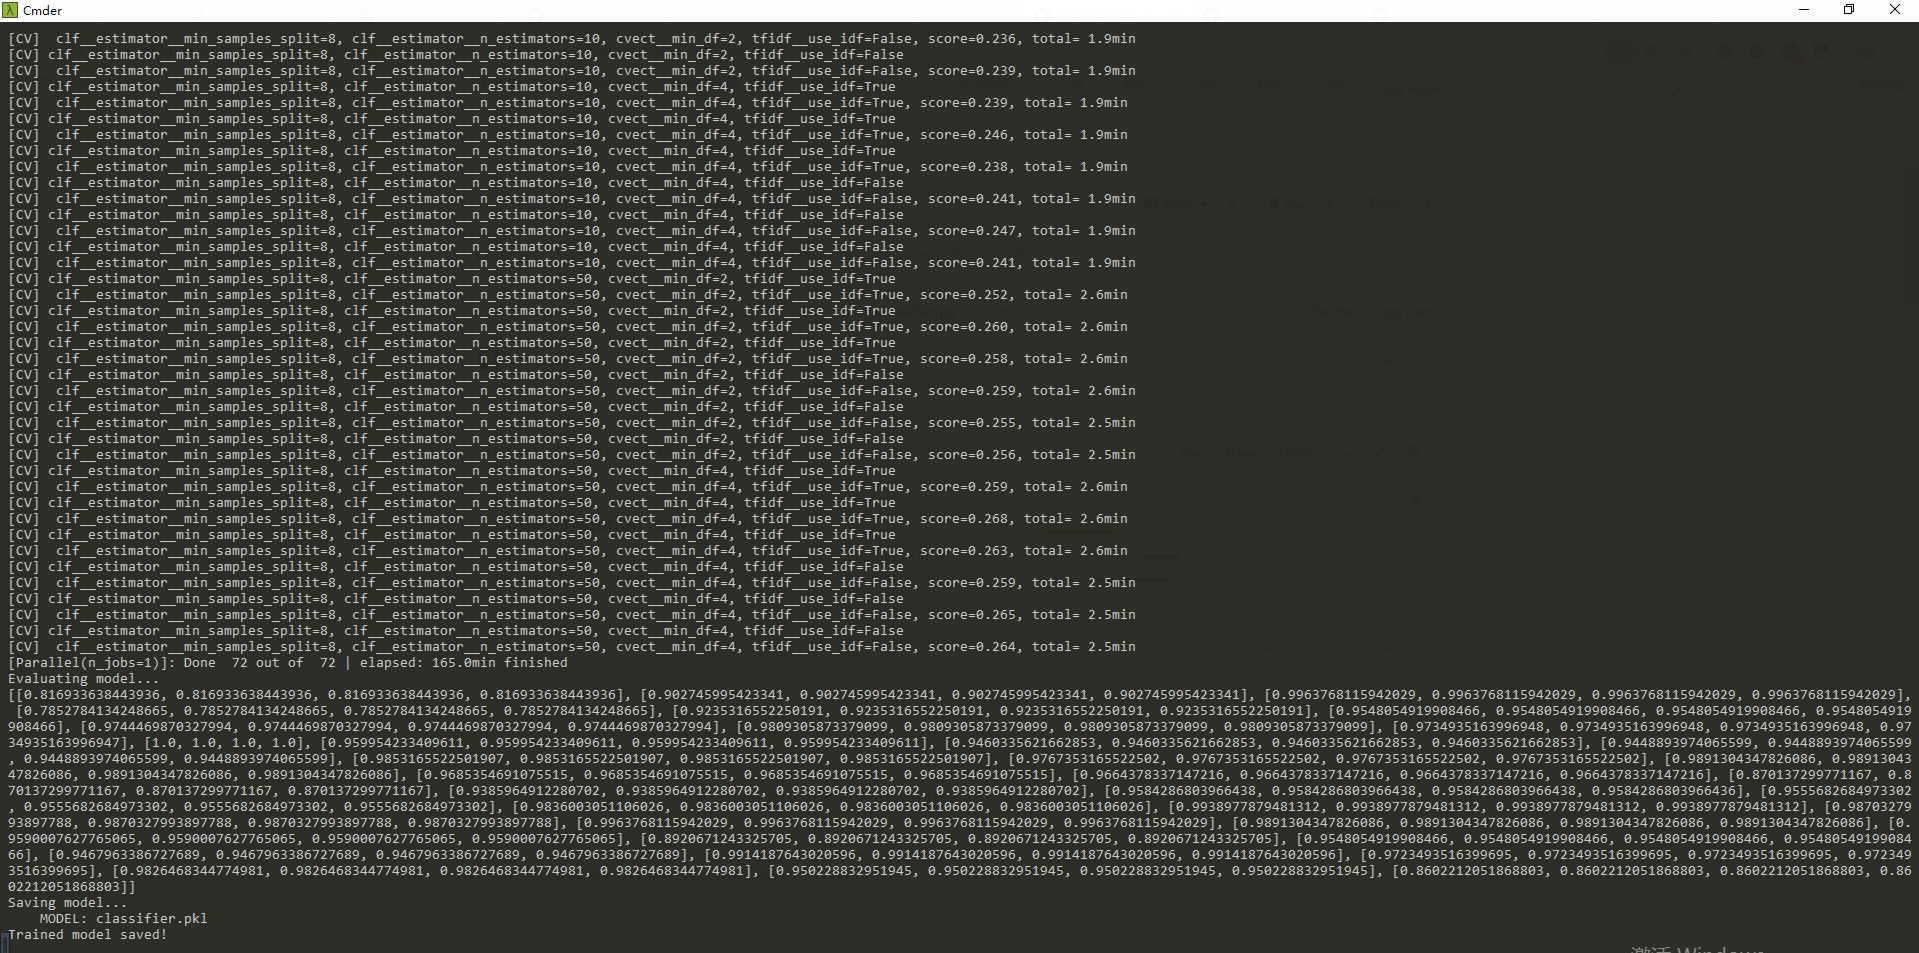 Cmder
[CV]  clf__estimator__min_samples_split=8, clf__estimator__n_estimators=10, cvect__min_df=2, tfidf__use_idf=False, score=0.236, total= 1.9min
[CV] clf__estimator__min_samples_split=8, clf__estimator__n_estimators=10, cvect__min_df=2, tfidf__use_idf=False
[CV]  clf__estimator__min_samples_split=8, clf__estimator__n_estimators=10, cvect__min_df=2, tfidf__use_idf=False, score=0.239, total= 1.9min
[CV] clf__estimator__min_samples_split=8, clf__estimator__n_estimators=10, cvect__min_df=4, tfidf__use_idf=True
[CV]  clf__estimator__min_samples_split=8, clf__estimator__n_estimators=10, cvect__min_df=4, tfidf__use_idf=True, score=0.239, total= 1.9min
[CV] clf__estimator__min_samples_split=8, clf__estimator__n_estimators=10, cvect__min_df=4, tfidf__use_idf=True
[CV]  clf__estimator__min_samples_split=8, clf__estimator__n_estimators=10, cvect__min_df=4, tfidf__use_idf=True, score=0.246, total= 1.9min
[CV] clf__estimator__min_samples_split=8, clf__estimator__n_estimators=10, cvect__min_df=4, tfidf__use_idf=True
[CV]  clf__estimator__min_samples_split=8, clf__estimator__n_estimators=10, cvect__min_df=4, tfidf__use_idf=True, score=0.238, total= 1.9min
[CV] clf__estimator__min_samples_split=8, clf__estimator__n_estimators=10, cvect__min_df=4, tfidf__use_idf=False
[CV]  clf__estimator__min_samples_split=8, clf__estimator__n_estimators=10, cvect__min_df=4, tfidf__use_idf=False, score=0.241, total= 1.9min
[CV] clf__estimator__min_samples_split=8, clf__estimator__n_estimators=10, cvect__min_df=4, tfidf__use_idf=False
[CV]  clf__estimator__min_samples_split=8, clf__estimator__n_estimators=10, cvect__min_df=4, tfidf__use_idf=False, score=0.247, total= 1.9min
[CV] clf__estimator__min_samples_split=8, clf__estimator__n_estimators=10, cvect__min_df=4, tfidf__use_idf=False
[CV]  clf__estimator__min_samples_split=8, clf__estimator__n_estimators=10, cvect__min_df=4, tfidf__use_idf=False, score=0.241, total= 1.9min
[CV] clf__estimator__min_samples_split=8, clf__estimator__n_estimators=50, cvect__min_df=2, tfidf__use_idf=True
[CV]  clf__estimator__min_samples_split=8, clf__estimator__n_estimators=50, cvect__min_df=2, tfidf__use_idf=True, score=0.252, total= 2.6min
[CV] clf__estimator__min_samples_split=8, clf__estimator__n_estimators=50, cvect__min_df=2, tfidf__use_idf=True
[CV]  clf__estimator__min_samples_split=8, clf__estimator__n_estimators=50, cvect__min_df=2, tfidf__use_idf=True, score=0.260, total= 2.6min
[CV] clf__estimator__min_samples_split=8, clf__estimator__n_estimators=50, cvect__min_df=2, tfidf__use_idf=True
[CV]  clf__estimator__min_samples_split=8, clf__estimator__n_estimators=50, cvect__min_df=2, tfidf__use_idf=True, score=0.258, total= 2.6min
[CV] clf__estimator__min_samples_split=8, clf__estimator__n_estimators=50, cvect__min_df=2, tfidf__use_idf=False
[CV]  clf__estimator__min_samples_split=8, clf__estimator__n_estimators=50, cvect__min_df=2, tfidf__use_idf=False, score=0.259, total= 2.6min
[CV] clf__estimator__min_samples_split=8, clf__estimator__n_estimators=50, cvect__min_df=2, tfidf__use_idf=False
[CV]  clf__estimator__min_samples_split=8, clf__estimator__n_estimators=50, cvect__min_df=2, tfidf__use_idf=False, score=0.255, total= 2.5min
[CV] clf__estimator__min_samples_split=8, clf__estimator__n_estimators=50, cvect__min_df=2, tfidf__use_idf=False
[CV]  clf__estimator__min_samples_split=8, clf__estimator__n_estimators=50, cvect__min_df=2, tfidf__use_idf=False, score=0.256, total= 2.5min
[CV] clf__estimator__min_samples_split=8, clf__estimator__n_estimators=50, cvect__min_df=4, tfidf__use_idf=True
[CV]  clf__estimator__min_samples_split=8, clf__estimator__n_estimators=50, cvect__min_df=4, tfidf__use_idf=True, score=0.259, total= 2.6min
[CV] clf__estimator__min_samples_split=8, clf__estimator__n_estimators=50, cvect__min_df=4, tfidf__use_idf=True
[CV]  clf__estimator__min_samples_split=8, clf__estimator__n_estimators=50, cvect__min_df=4, tfidf__use_idf=True, score=0.268, total= 2.6min
[CV] clf__estimator__min_samples_split=8, clf__estimator__n_estimators=50, cvect__min_df=4, tfidf__use_idf=True
[CV]  clf__estimator__min_samples_split=8, clf__estimator__n_estimators=50, cvect__min_df=4, tfidf__use_idf=True, score=0.263, total= 2.6min
[CV] clf__estimator__min_samples_split=8, clf__estimator__n_estimators=50, cvect__min_df=4, tfidf__use_idf=False
[CV]  clf__estimator__min_samples_split=8, clf__estimator__n_estimators=50, cvect__min_df=4, tfidf__use_idf=False, score=0.259, total= 2.5min
[CV] clf__estimator__min_samples_split=8, clf__estimator__n_estimators=50, cvect__min_df=4, tfidf__use_idf=False
[CV]  clf__estimator__min_samples_split=8, clf__estimator__n_estimators=50, cvect__min_df=4, tfidf__use_idf=False, score=0.265, total= 2.5min
[CV] clf__estimator__min_samples_split=8, clf__estimator__n_estimators=50, cvect__min_df=4, tfidf__use_idf=False
[CV]  clf__estimator__min_samples_split=8, clf__estimator__n_estimators=50, cvect__min_df=4, tfidf__use_idf=False, score=0.264, total= 2.5min
[Parallel(n_jobs=1)]: Done  72 out of  72 | elapsed: 165.0min finished
Evaluating model...
[[0.816933638443936, 0.816933638443936, 0.816933638443936, 0.816933638443936], [0.902745995423341, 0.902745995423341, 0.902745995423341, 0.902745995423341], [0.9963768115942029, 0.9963768115942029, 0.9963768115942029, 0.9963768115942029],
 [0.7852784134248665, 0.7852784134248665, 0.7852784134248665, 0.7852784134248665], [0.9235316552250191, 0.9235316552250191, 0.9235316552250191, 0.9235316552250191], [0.9548054919908466, 0.9548054919908466, 0.9548054919908466, 0.9548054919
908466], [0.9744469870327994, 0.9744469870327994, 0.9744469870327994, 0.9744469870327994], [0.9809305873379099, 0.9809305873379099, 0.9809305873379099, 0.9809305873379099], [0.9734935163996948, 0.9734935163996948, 0.9734935163996948, 0.97
34935163996947], [1.0, 1.0, 1.0, 1.0], [0.959954233409611, 0.959954233409611, 0.959954233409611, 0.959954233409611], [0.9460335621662853, 0.9460335621662853, 0.9460335621662853, 0.9460335621662853], [0.9448893974065599, 0.9448893974065599
, 0.9448893974065599, 0.9448893974065599], [0.9853165522501907, 0.9853165522501907, 0.9853165522501907, 0.9853165522501907], [0.9767353165522502, 0.9767353165522502, 0.9767353165522502, 0.9767353165522502], [0.9891304347826086, 0.98913043
47826086, 0.9891304347826086, 0.9891304347826086], [0.9685354691075515, 0.9685354691075515, 0.9685354691075515, 0.9685354691075515], [0.9664378337147216, 0.9664378337147216, 0.9664378337147216, 0.9664378337147216], [0.870137299771167, 0.8
70137299771167, 0.870137299771167, 0.870137299771167], [0.9385964912280702, 0.9385964912280702, 0.9385964912280702, 0.9385964912280702], [0.9584286803966438, 0.9584286803966438, 0.9584286803966438, 0.9584286803966436], [0.9555682684973302
, 0.9555682684973302, 0.9555682684973302, 0.9555682684973302], [0.9836003051106026, 0.9836003051106026, 0.9836003051106026, 0.9836003051106026], [0.9938977879481312, 0.9938977879481312, 0.9938977879481312, 0.9938977879481312], [0.9870327
993897788, 0.9870327993897788, 0.9870327993897788, 0.9870327993897788], [0.9963768115942029, 0.9963768115942029, 0.9963768115942029, 0.9963768115942029], [0.9891304347826086, 0.9891304347826086, 0.9891304347826086, 0.9891304347826086], [0.
9590007627765065, 0.9590007627765065, 0.9590007627765065, 0.9590007627765065], [0.8920671243325705, 0.8920671243325705, 0.8920671243325705, 0.8920671243325705], [0.9548054919908466, 0.9548054919908466, 0.9548054919908466, 0.95480549199084
66], [0.9467963386727689, 0.9467963386727689, 0.9467963386727689, 0.9467963386727689], [0.9914187643020596, 0.9914187643020596, 0.9914187643020596, 0.9914187643020596], [0.9723493516399695, 0.9723493516399695, 0.9723493516399695, 0.972349
3516399695], [0.9826468344774981, 0.9826468344774981, 0.9826468344774981, 0.9826468344774981], [0.950228832951945, 0.950228832951945, 0.950228832951945, 0.950228832951945], [0.8602212051868803, 0.8602212051868803, 0.8602212051868803, 0.86
02212051868803]]
Saving model...
    MODEL: classifier.pkl
Trained model saved!